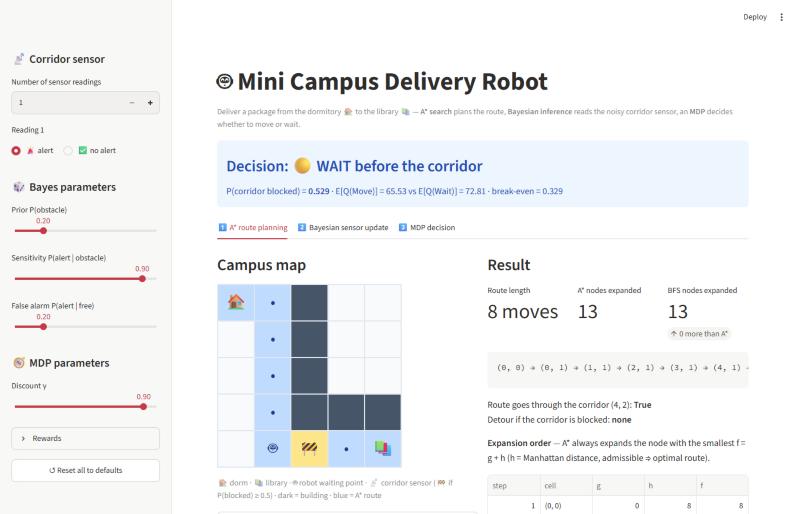 Deploy
Corridor sensor
Number of sensor readings
1
Reading 1
alert
no alert
Bayes parameters
Prior P(obstacle)
0.20
Sensitivity P(alert | obstacle)
0.90
False alarm P(alert | free)
0.20
MDP parameters
Discount γ
0.90
Rewards
↺ Reset all to defaults
Mini Campus Delivery Robot
Deliver a package from the dormitory 🏠 to the library 📚 — A* search plans the route, Bayesian inference reads the noisy corridor sensor, an MDP decides
whether to move or wait.
Decision: 🟡 WAIT before the corridor
P(corridor blocked) = 0.529 · E[Q(Move)] = 65.53 vs E[Q(Wait)] = 72.81 · break-even = 0.329
1 A* route planning
2 Bayesian sensor update
3 MDP decision
Campus map
🏠 dorm · 📚 library · 🤖 robot waiting point · 📡 corridor sensor ( 🚧 if
P(blocked) ≥ 0.5) · dark = building · blue = A* route
Result
Route length
8 moves
A* nodes expanded
13
BFS nodes expanded
13
↑ 0 more than A*
(0, 0) → (0, 1) → (1, 1) → (2, 1) → (3, 1) → (4, 1) →
Route goes through the corridor (4, 2): True
Detour if the corridor is blocked: none
Expansion order — A* always expands the node with the smallest f =
g + h (h = Manhattan distance, admissible ⇒ optimal route).
step cell g h f
1 (0, 0) 0 8 8